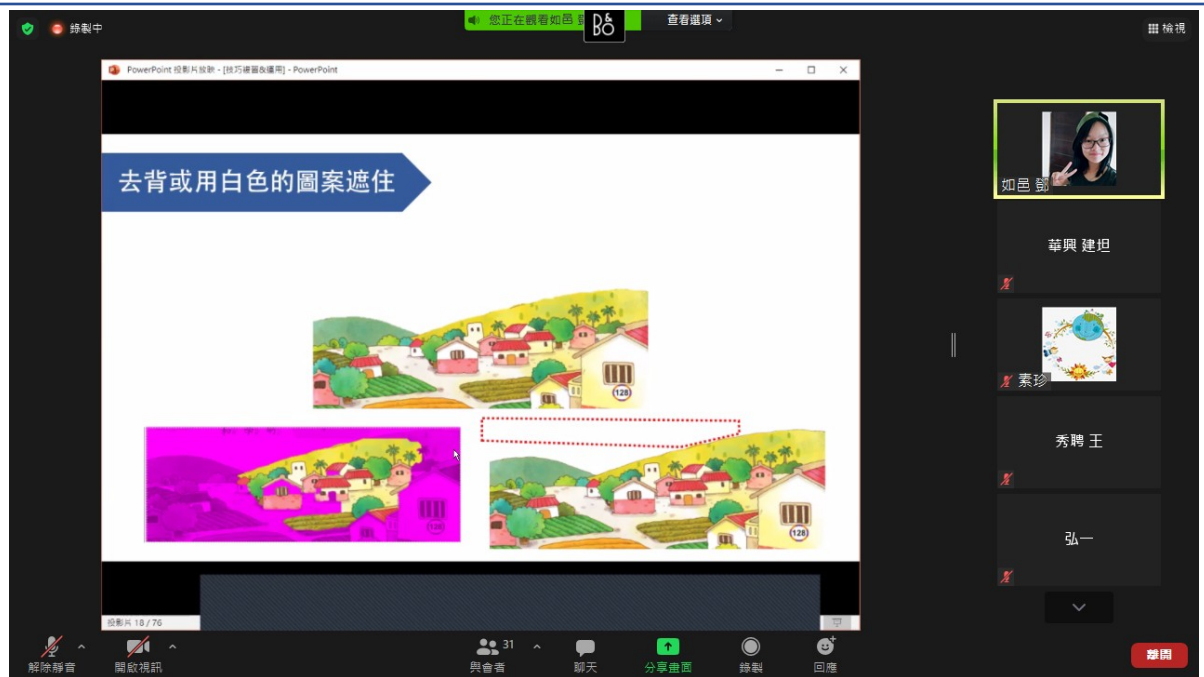 錄製中
您正在觀看如邑
B&O
查看選項
檢視
PowerPoint 投影片放映 - [技巧複習&運用] - PowerPoint
去背或用白色的圖案遮住
128
128
128
如邑 鄧
華興 建坦
素珍
秀聘 王
弘一
投影片 18 / 76
解除靜音
開啟視訊
31
與會者
聊天
分享畫面
錄製
回應
離開